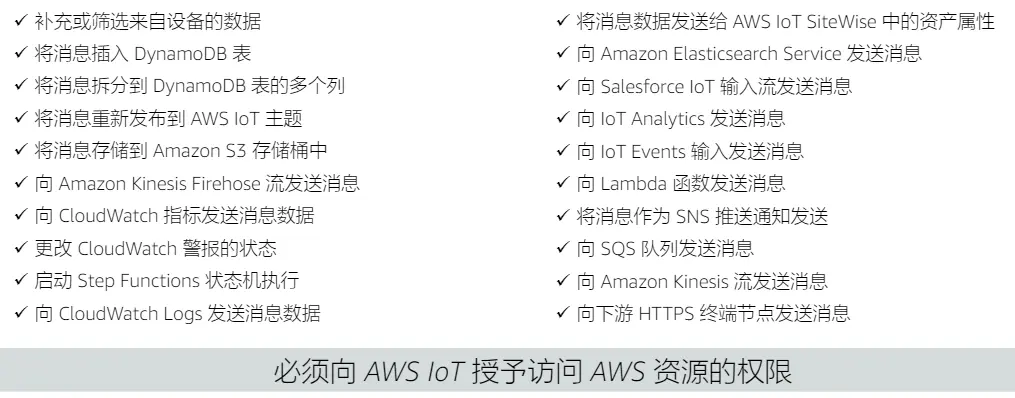 ✓ 补充或筛选来自设备的数据
✓ 将消息插入 DynamoDB 表
✓ 将消息拆分到 DynamoDB 表的多个列
✓ 将消息重新发布到 AWS IoT 主题
✓ 将消息存储到 Amazon S3 存储桶中
✓ 向 Amazon Kinesis Firehose 流发送消息
✓ 向 CloudWatch 指标发送消息数据
✓ 更改 CloudWatch 警报的状态
✓ 启动 Step Functions 状态机执行
✓ 向 CloudWatch Logs 发送消息数据
✓ 将消息数据发送给 AWS IoT SiteWise 中的资产属性
✓ 向 Amazon Elasticsearch Service 发送消息
✓ 向 Salesforce IoT 输入流发送消息
✓ 向 IoT Analytics 发送消息
✓ 向 IoT Events 输入发送消息
✓ 向 Lambda 函数发送消息
✓ 将消息作为 SNS 推送通知发送
✓ 向 SQS 队列发送消息
✓ 向 Amazon Kinesis 流发送消息
✓ 向下游 HTTPS 终端节点发送消息
必须向 AWS IoT 授予访问 AWS 资源的权限